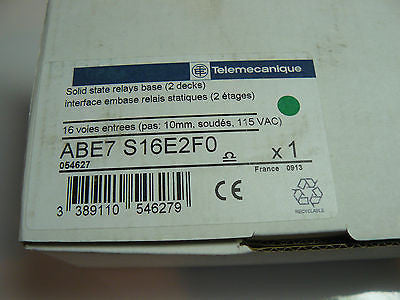 Telemecanique
Solid state relays base (2 decks)
interface embase relais statiques (2 étages)
16 voies entrees (pas: 10mm, soudés, 115 VAC)
ABE7 S16E2F0 x 1
054627
France 0913
CE
3 389110 546279
RECYCLABLE